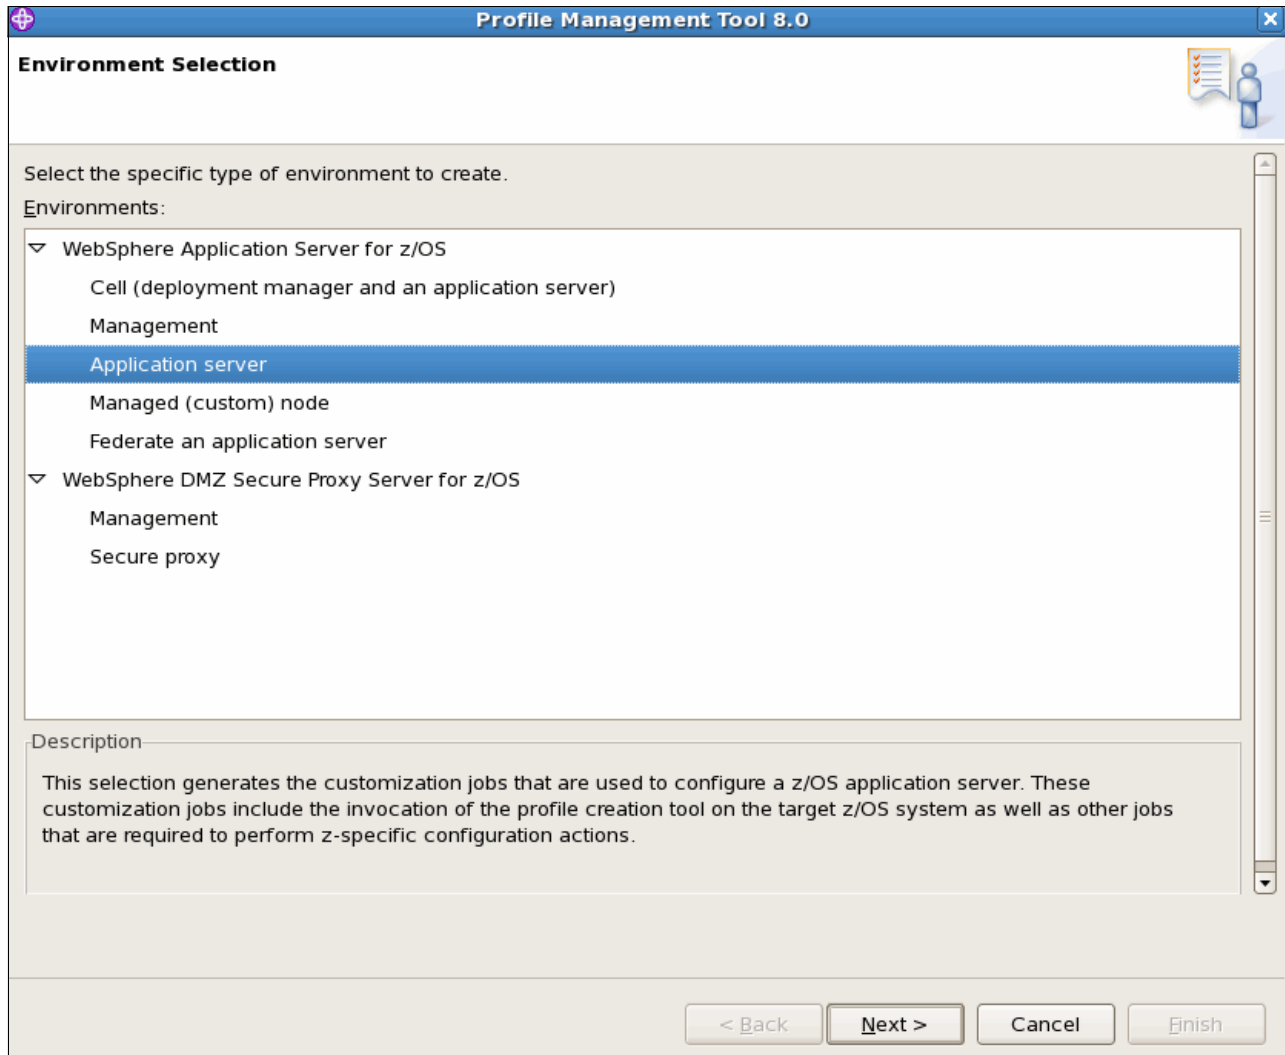 Profile Management Tool 8.0
Environment Selection
Select the specific type of environment to create.
Environments:
WebSphere Application Server for z/OS
Cell (deployment manager and an application server)
Management
Application server
Managed (custom) node
Federate an application server
WebSphere DMZ Secure Proxy Server for z/OS
Management
Secure proxy
Description
This selection generates the customization jobs that are used to configure a z/OS application server. These
customization jobs include the invocation of the profile creation tool on the target z/OS system as well as other jobs
that are required to perform z-specific configuration actions.
< Back Next > Cancel Finish